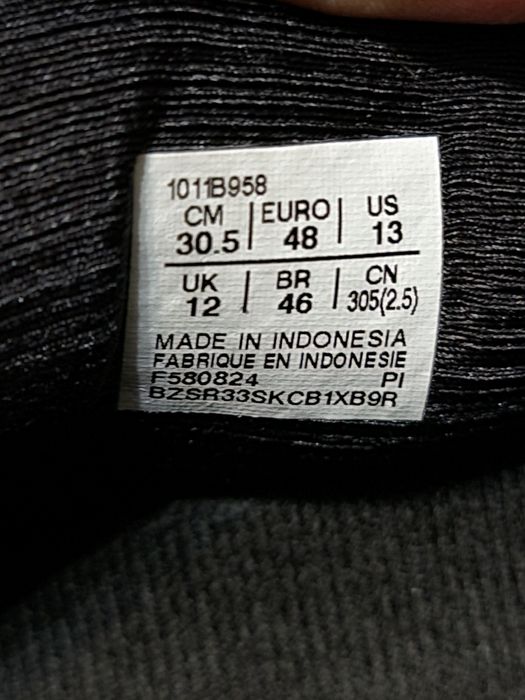 1011B958
CM | EURO | US
30.5 | 48 | 13
UK | BR | CN
12 | 46 | 305(2.5)
MADE IN INDONESIA
FABRIQUE EN INDONESIE
F580824 PI
BZSR33SKCB1XB9R